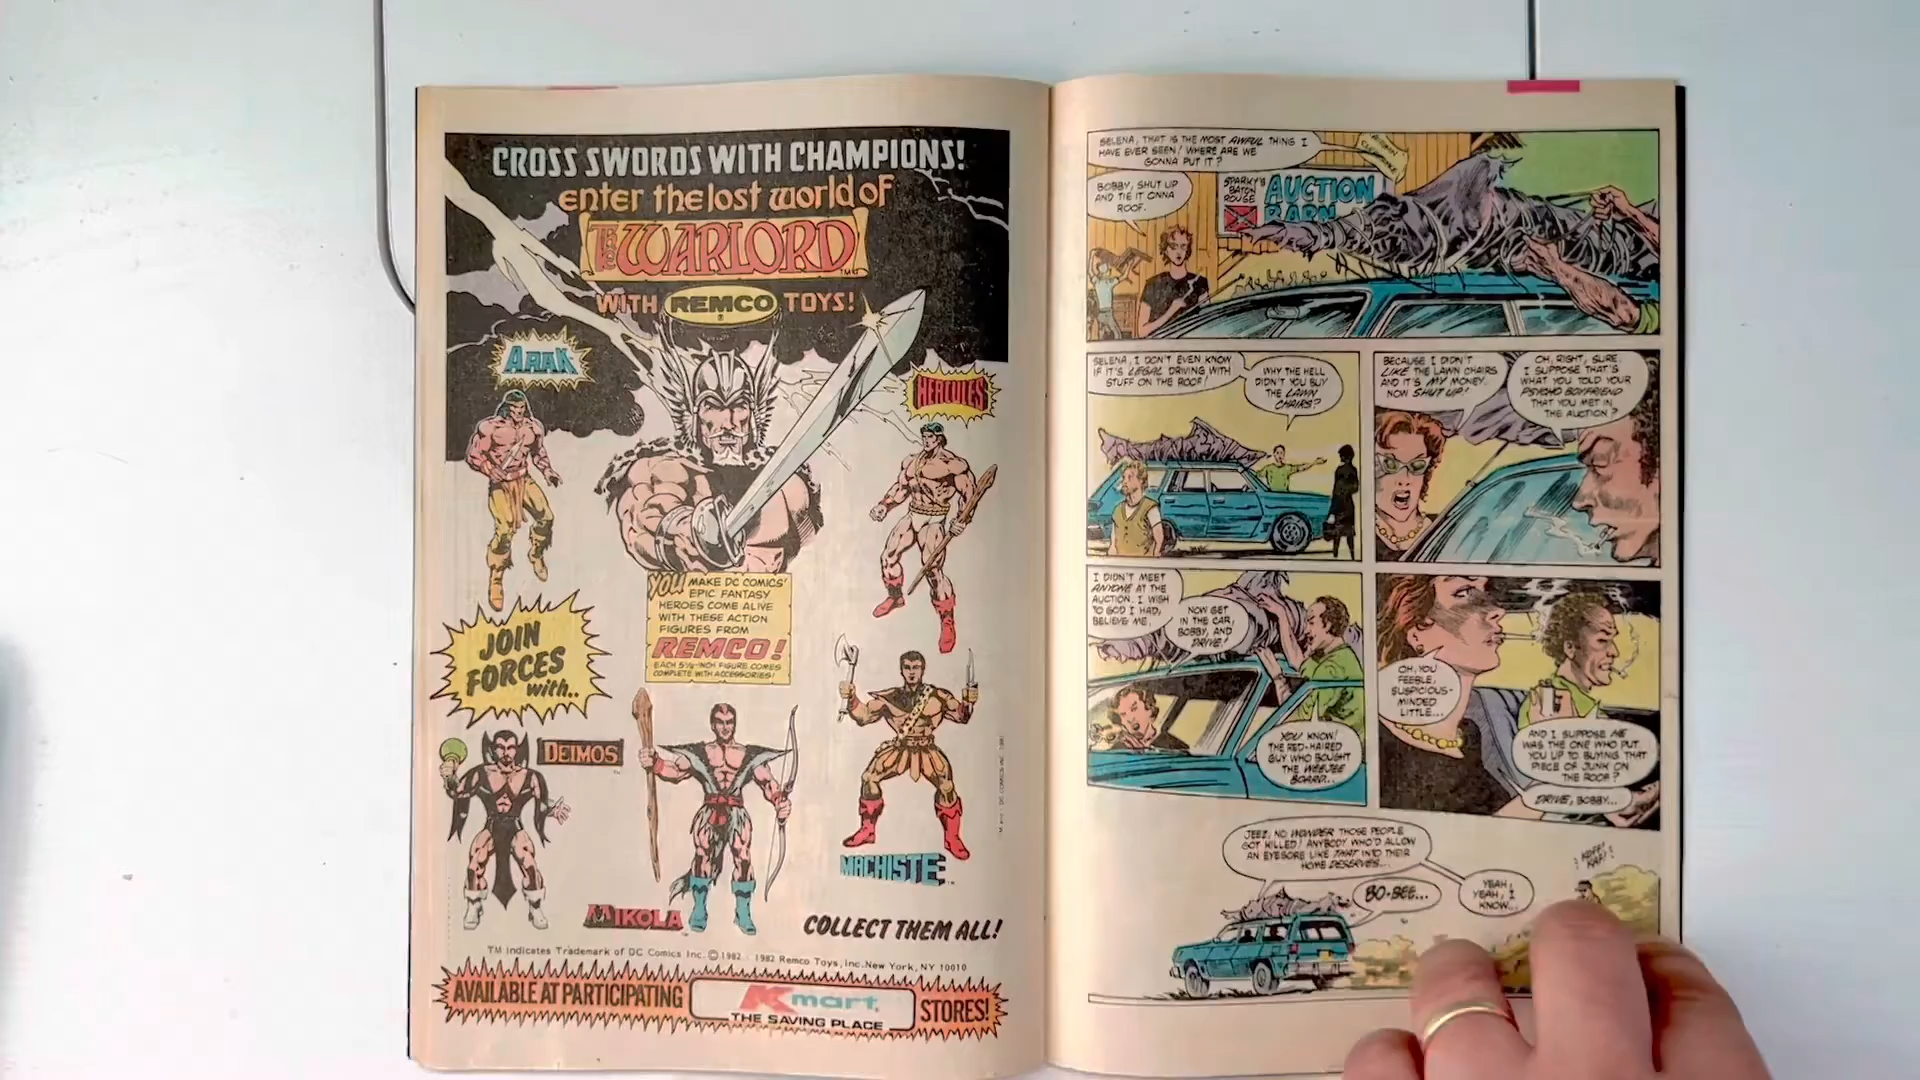 CROSS SWORDS WITH CHAMPIONS!
enter the lost world of
THE WARLORD TM
WITH REMCO TOYS!
ARAK
HERCULES
YOU MAKE DC COMICS'
EPIC FANTASY
HEROES COME ALIVE
WITH THESE ACTION
FIGURES FROM
REMCO!
EACH 5½-INCH FIGURE COMES
COMPLETE WITH ACCESSORIES!
JOIN
FORCES
with..
DEIMOS
MACHISTE
MIKOLA
COLLECT THEM ALL!
TM indicates Trademark of DC Comics Inc. © 1982 · 1982 Remco Toys, Inc. New York, NY 10010
AVAILABLE AT PARTICIPATING
Kmart
THE SAVING PLACE
STORES!
SELENA, THAT IS THE MOST AWFUL THING I
HAVE EVER SEEN! WHERE ARE WE
GONNA PUT IT?
BOBBY, SHUT UP
AND TIE IT ONNA
ROOF.
SPARKY'S
BATON
ROUGE
AUCTION
BARN
SELENA, I DON'T EVEN KNOW
IF IT'S LEGAL DRIVING WITH
STUFF ON THE ROOF!
WHY THE HELL
DIDN'T YOU BUY
THE LAWN
CHAIRS?
BECAUSE I DIDN'T
LIKE THE LAWN CHAIRS
AND IT'S MY MONEY.
NOW SHUT UP!
OH, RIGHT, SURE.
I SUPPOSE THAT'S
WHAT YOU TOLD YOUR
PSYCHO BOYFRIEND
THAT YOU MET IN
THE AUCTION?
I DIDN'T MEET
ANYONE AT THE
AUCTION. I WISH
TO GOD I HAD,
BELIEVE ME.
NOW GET
IN THE CAR,
BOBBY, AND
DRIVE!
YOU KNOW!
THE RED-HAIRED
GUY WHO BOUGHT
THE WEEJEE
BOARD...
OH, YOU
FEEBLE,
SUSPICIOUS-
MINDED
LITTLE...
AND I SUPPOSE HE
WAS THE ONE WHO PUT
YOU UP TO BUYING THAT
PIECE OF JUNK ON
THE ROOF?
DRIVE, BOBBY...
JEEZ, NO WONDER THOSE PEOPLE
GOT KILLED! ANYBODY WHO'D ALLOW
AN EYESORE LIKE THAT INTO THEIR
HOME DESERVES...
BO-BEE...
YEAH,
YEAH, I
KNOW...